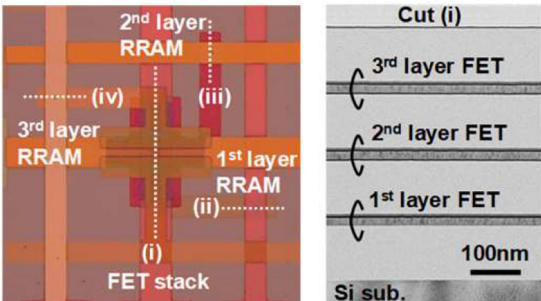 2nd layer
RRAM
(iv)
(iii)
3rd layer
RRAM
1st layer
RRAM
(ii)
(i)
FET stack
Cut (i)
3rd layer FET
2nd layer FET
1st layer FET
100nm
Si sub.